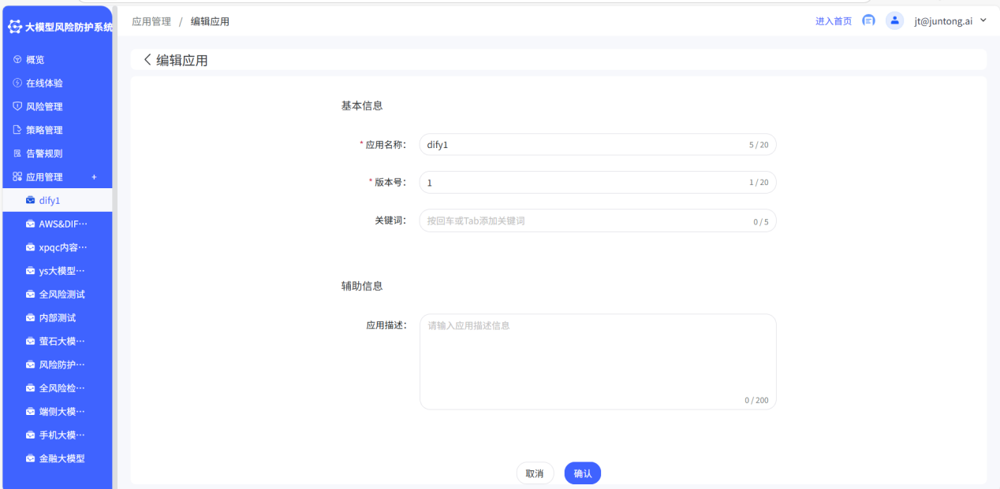 大模型风险防护系统
应用管理 / 编辑应用
进入首页
jt@juntong.ai
概览
在线体验
风险管理
策略管理
告警规则
应用管理 +
dify1
AWS&DIF···
xpqc内容···
ys大模型···
全风险测试
内部测试
萤石大模···
风险防护···
全风险检···
端侧大模···
手机大模···
金融大模型
编辑应用
基本信息
* 应用名称： dify1 5 / 20
* 版本号： 1 1 / 20
关键词： 按回车或Tab添加关键词 0 / 5
辅助信息
应用描述： 请输入应用描述信息
0 / 200
取消 确认